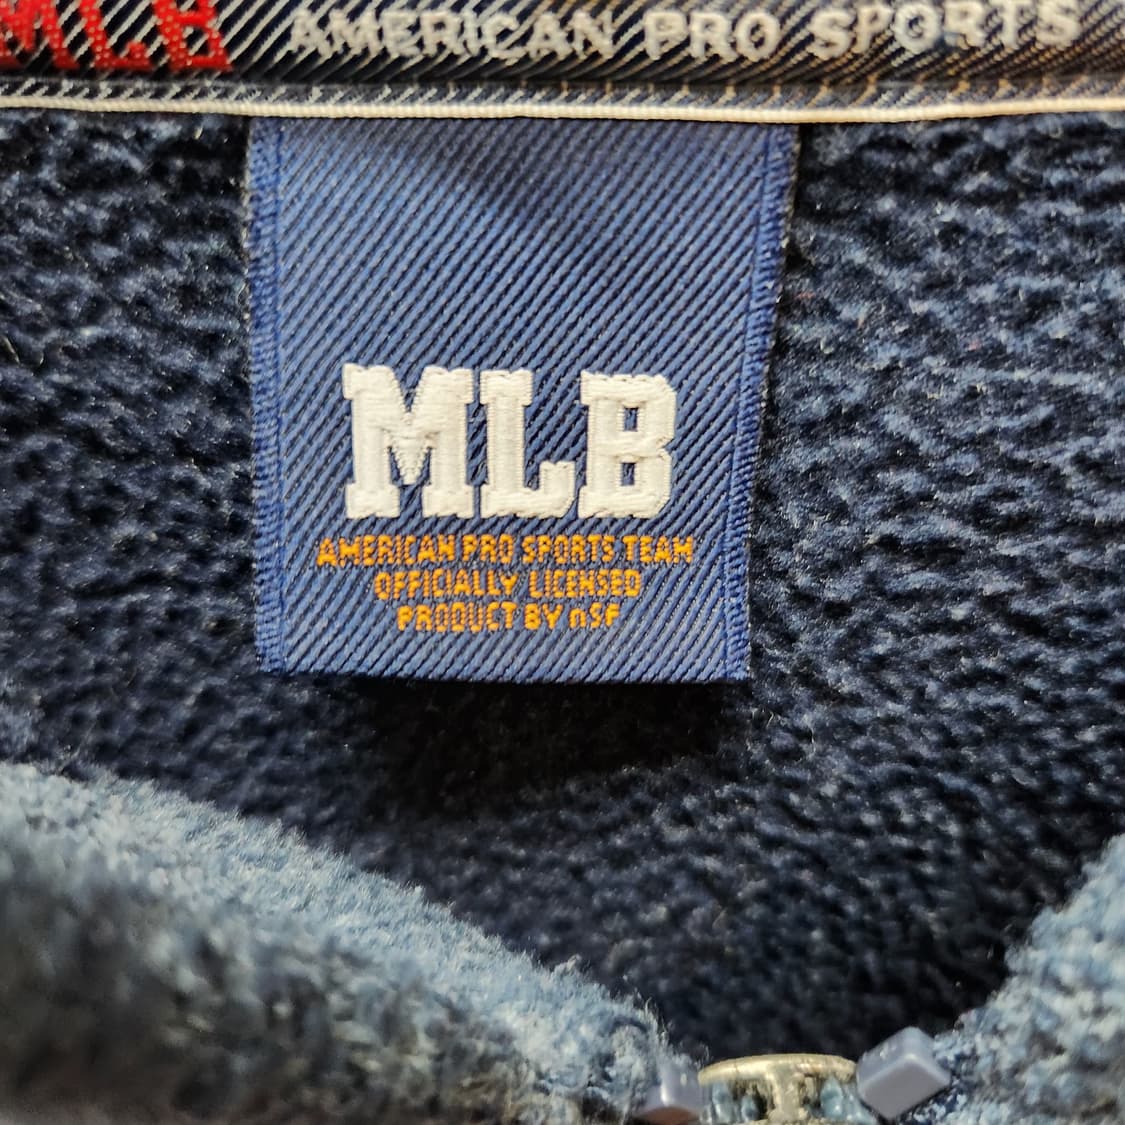 MLB AMERICAN PRO SPORTS
MLB
AMERICAN PRO SPORTS TEAM
OFFICIALLY LICENSED
PRODUCT BY nSF